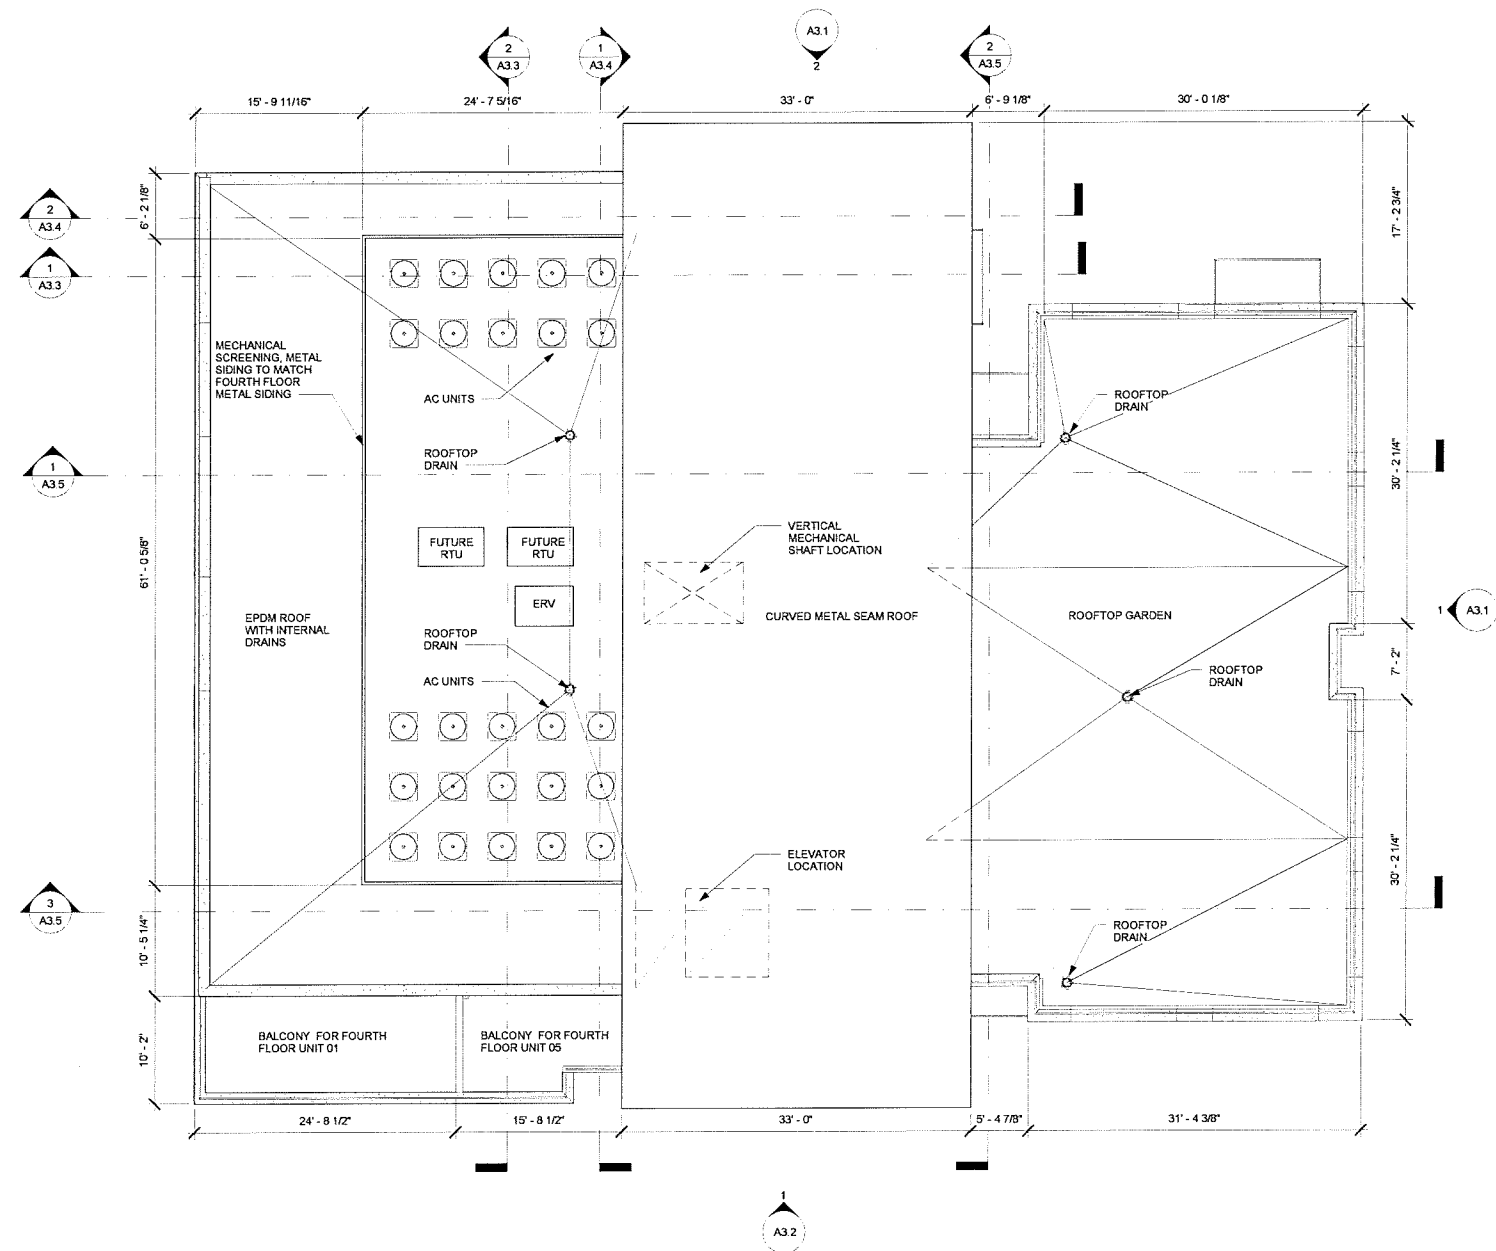 A3.1
2
2
A3.3
1
A3.4
2
A3.5
15' - 9 11/16"
24' - 7 5/16"
33' - 0"
6' - 9 1/8"
30' - 0 1/8"
6' - 2 1/8"
17' - 2 3/4"
2
A3.4
1
A3.3
MECHANICAL
SCREENING, METAL
SIDING TO MATCH
FOURTH FLOOR
METAL SIDING
AC UNITS
ROOFTOP
DRAIN
ROOFTOP
DRAIN
1
A3.5
30' - 2 1/4"
VERTICAL
MECHANICAL
SHAFT LOCATION
FUTURE
RTU
FUTURE
RTU
61' - 0 5/8"
ERV
EPDM ROOF
WITH INTERNAL
DRAINS
CURVED METAL SEAM ROOF
ROOFTOP GARDEN
1
A3.1
ROOFTOP
DRAIN
7' - 2"
ROOFTOP
DRAIN
AC UNITS
ELEVATOR
LOCATION
30' - 2 1/4"
3
A3.5
10' - 5 1/4"
ROOFTOP
DRAIN
10' - 2"
BALCONY FOR FOURTH
FLOOR UNIT 01
BALCONY FOR FOURTH
FLOOR UNIT 05
24' - 8 1/2"
15' - 8 1/2"
33' - 0"
5' - 4 7/8"
31' - 4 3/8"
1
A3.2